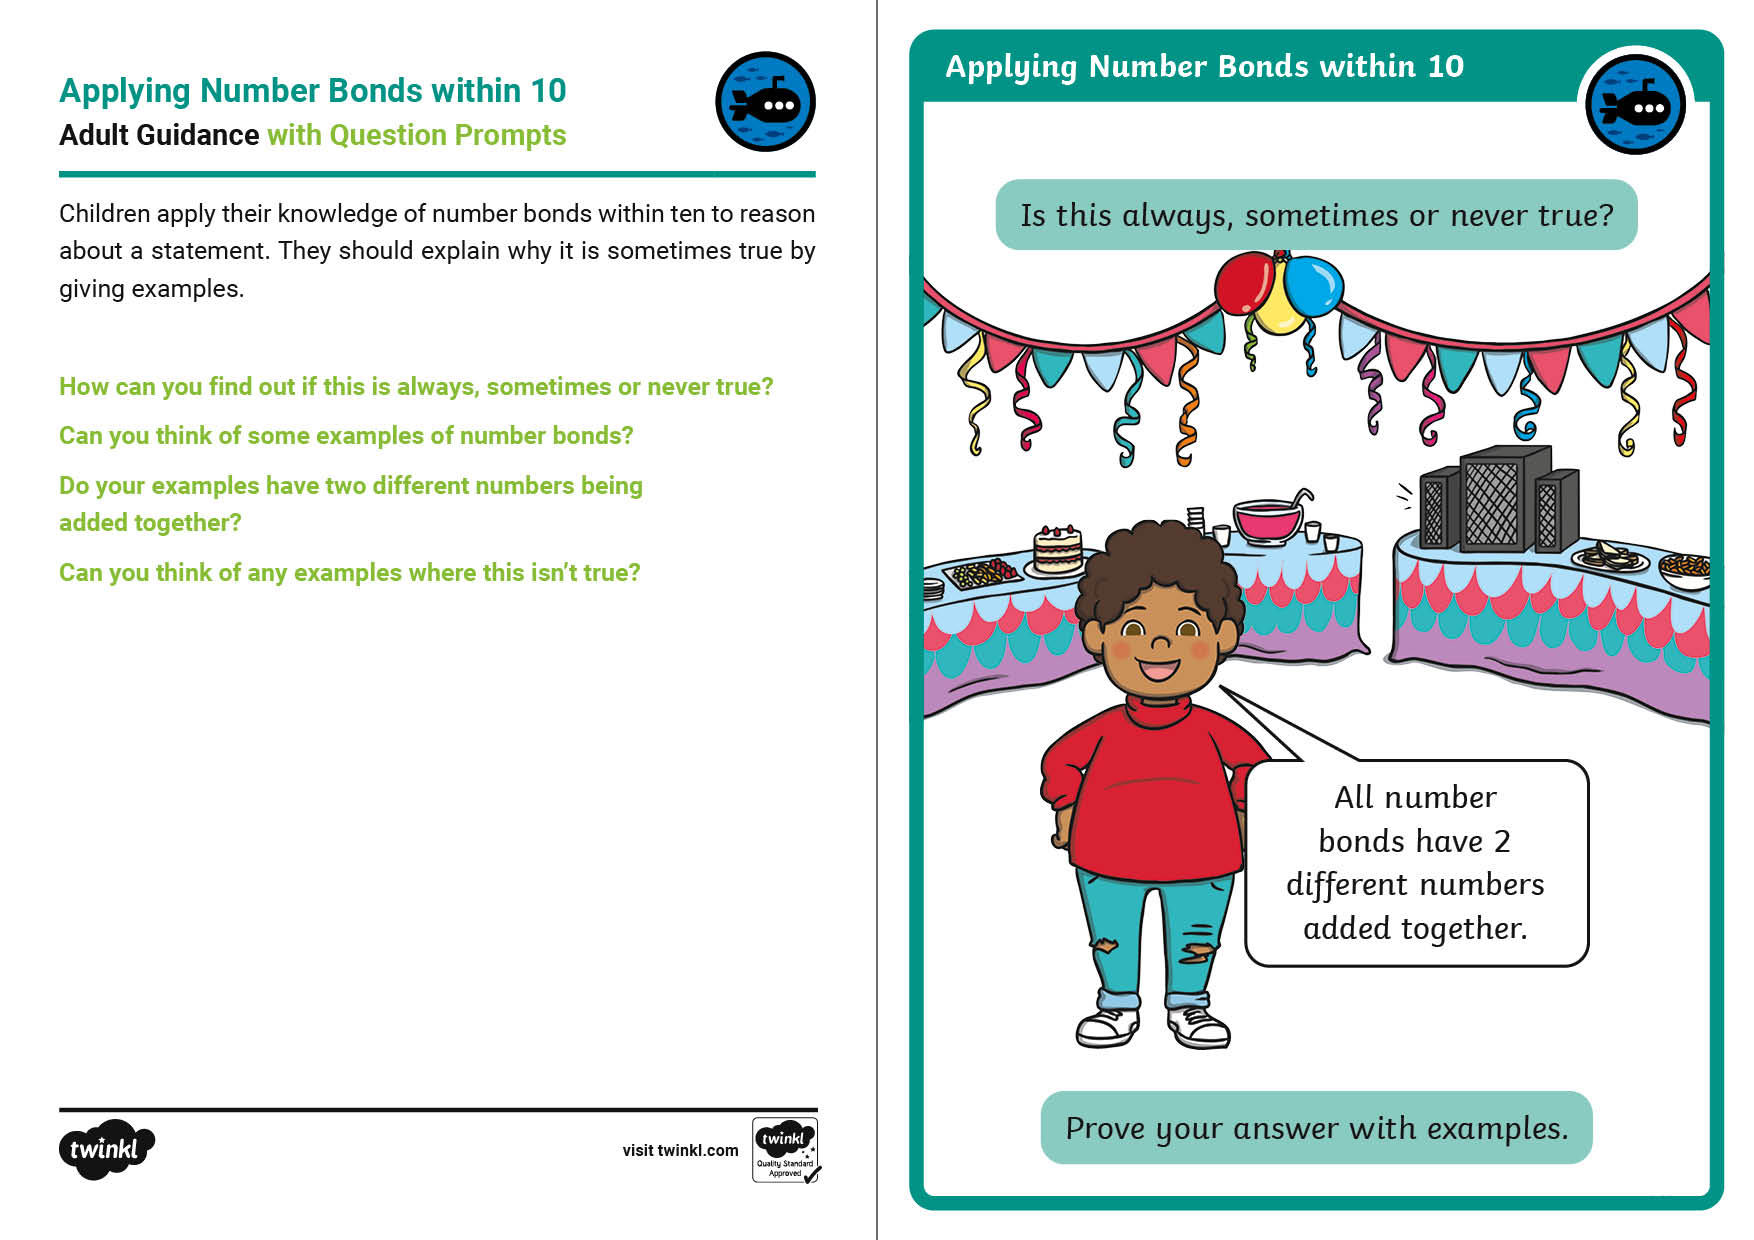 Applying Number Bonds within 10
Adult Guidance with Question Prompts
Children apply their knowledge of number bonds within ten to reason
about a statement. They should explain why it is sometimes true by
giving examples.
How can you find out if this is always, sometimes or never true?
Can you think of some examples of number bonds?
Do your examples have two different numbers being
added together?
Can you think of any examples where this isn't true?
twinkl
visit twinkl.com
twinkl
Quality Standard
Approved
Applying Number Bonds within 10
Is this always, sometimes or never true?
All number
bonds have 2
different numbers
added together.
Prove your answer with examples.